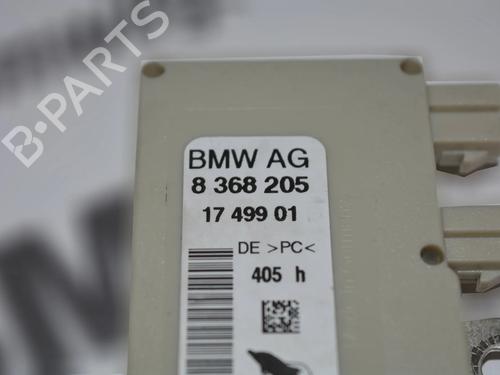 B-PARTS
BMW AG
8 368 205
17 499 01
DE >PC<
405 h